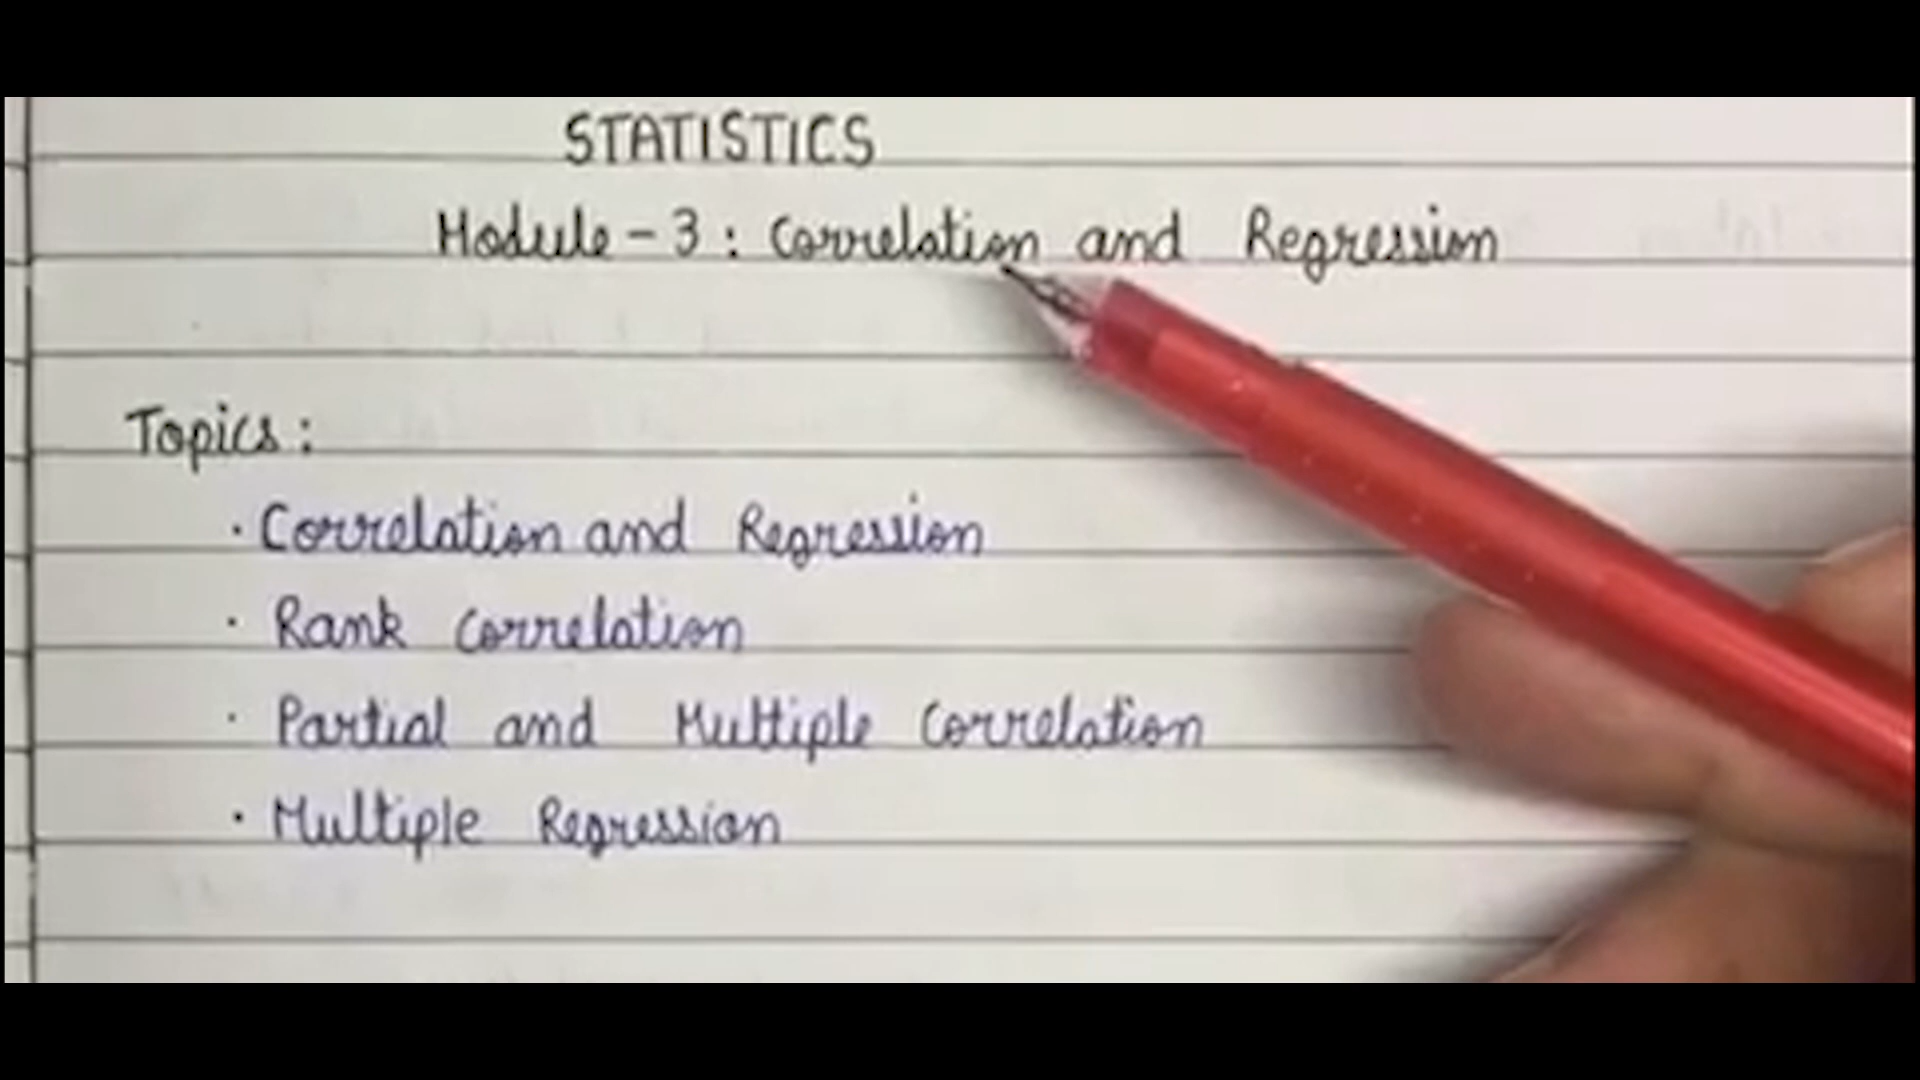 STATISTICS
Module - 3 : Correlation and Regression
Topics :
· Correlation and Regression
· Rank Correlation
· Partial and Multiple Correlation
· Multiple Regression